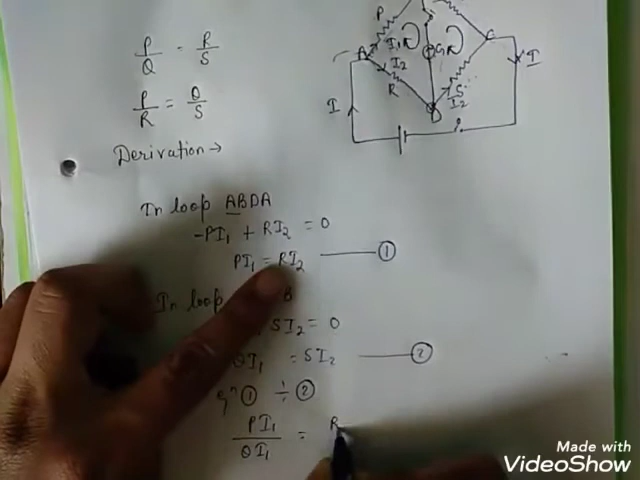 P/Q = R/S
P/R = Q/S
Derivation →
P
A
I₁
I₂
R
G
C
S
I₂
D
I
I
In loop ABDA
-PI₁ + RI₂ = 0
PI₁ = RI₂ —— ①
In loop B
SI₂ = 0
QI₁ = SI₂ —— ②
① ÷ ②
PI₁/QI₁ = R
Made with
VideoShow